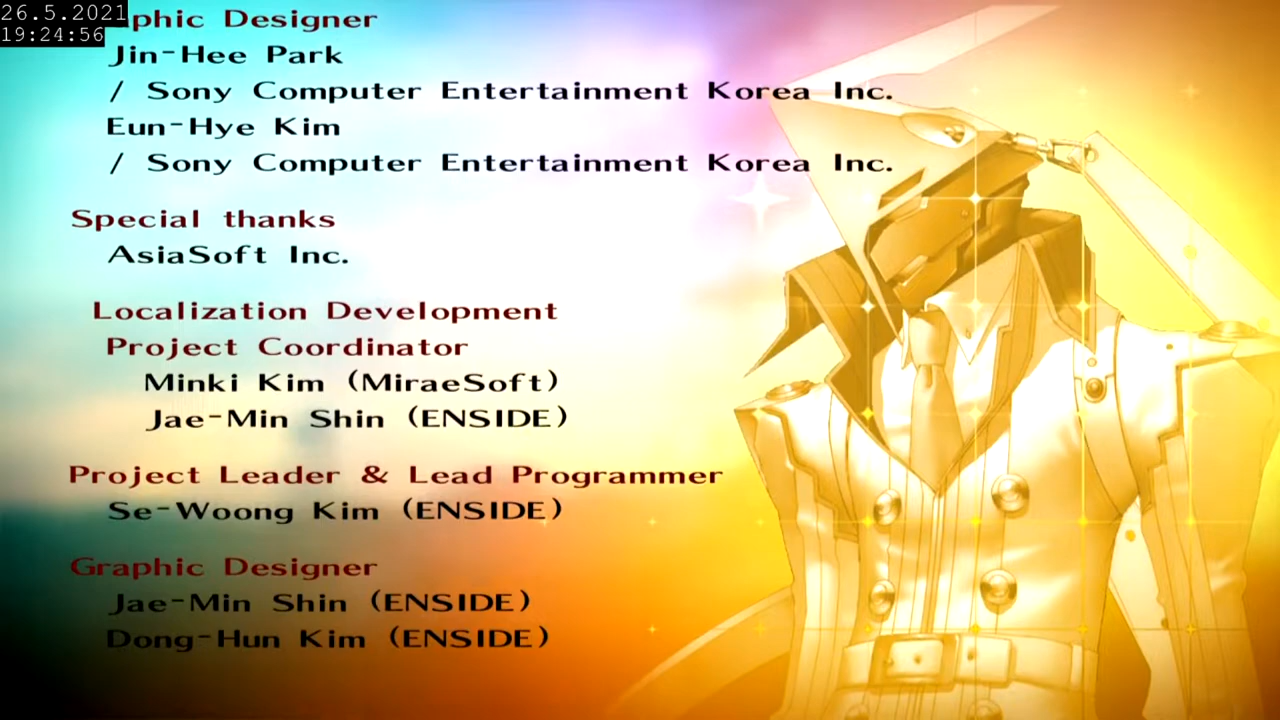 26.5.2021
19:24:56
aphic Designer
Jin-Hee Park
/ Sony Computer Entertainment Korea Inc.
Eun-Hye Kim
/ Sony Computer Entertainment Korea Inc.
Special thanks
AsiaSoft Inc.
Localization Development
Project Coordinator
Minki Kim (MiraeSoft)
Jae-Min Shin (ENSIDE)
Project Leader & Lead Programmer
Se-Woong Kim (ENSIDE)
Graphic Designer
Jae-Min Shin (ENSIDE)
Dong-Hun Kim (ENSIDE)